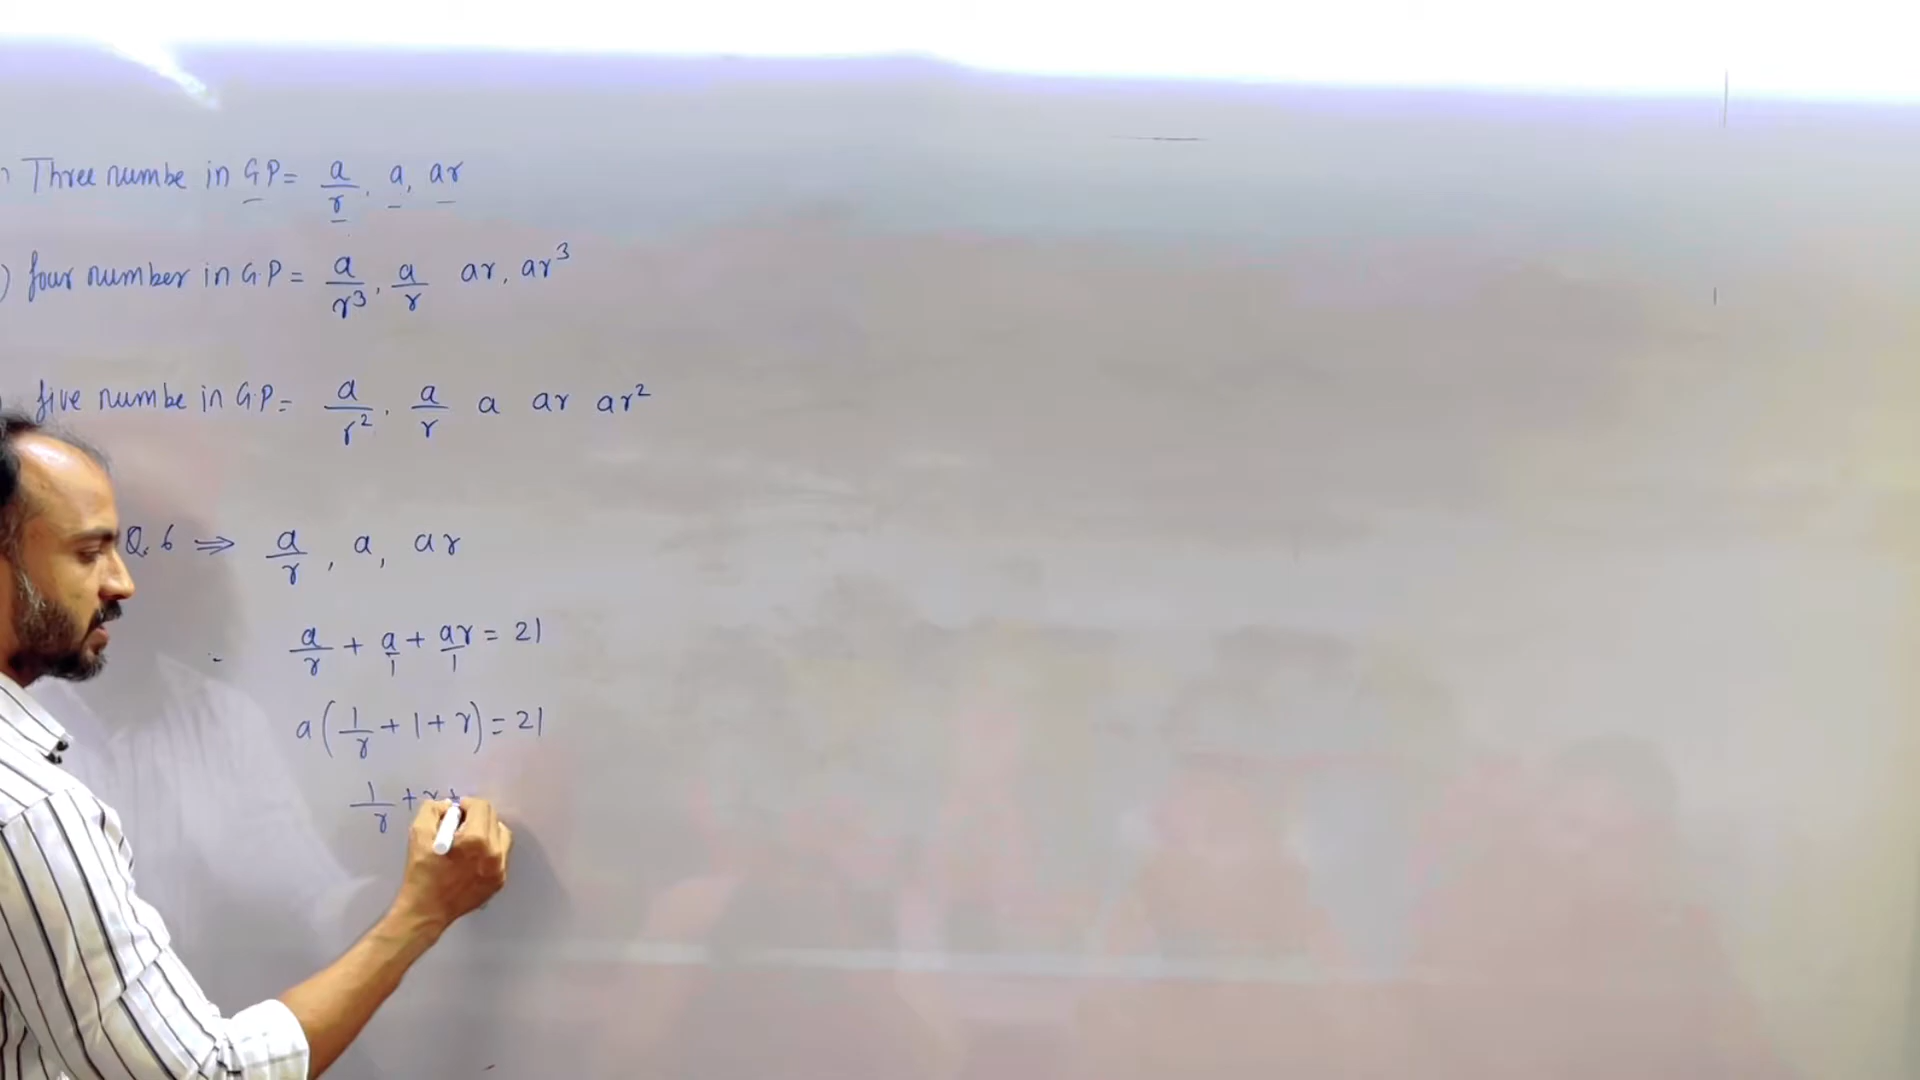 Three numbe in GP = a/r, a, ar
) four number in G.P = a/r³, a/r ar, ar³
five numbe in G.P = a/r², a/r a ar ar²
Q. 6 ⇒ a/r, a, ar
a/r + a/1 + ar/1 = 21
a(1/r + 1 + r) = 21
1/r + r +